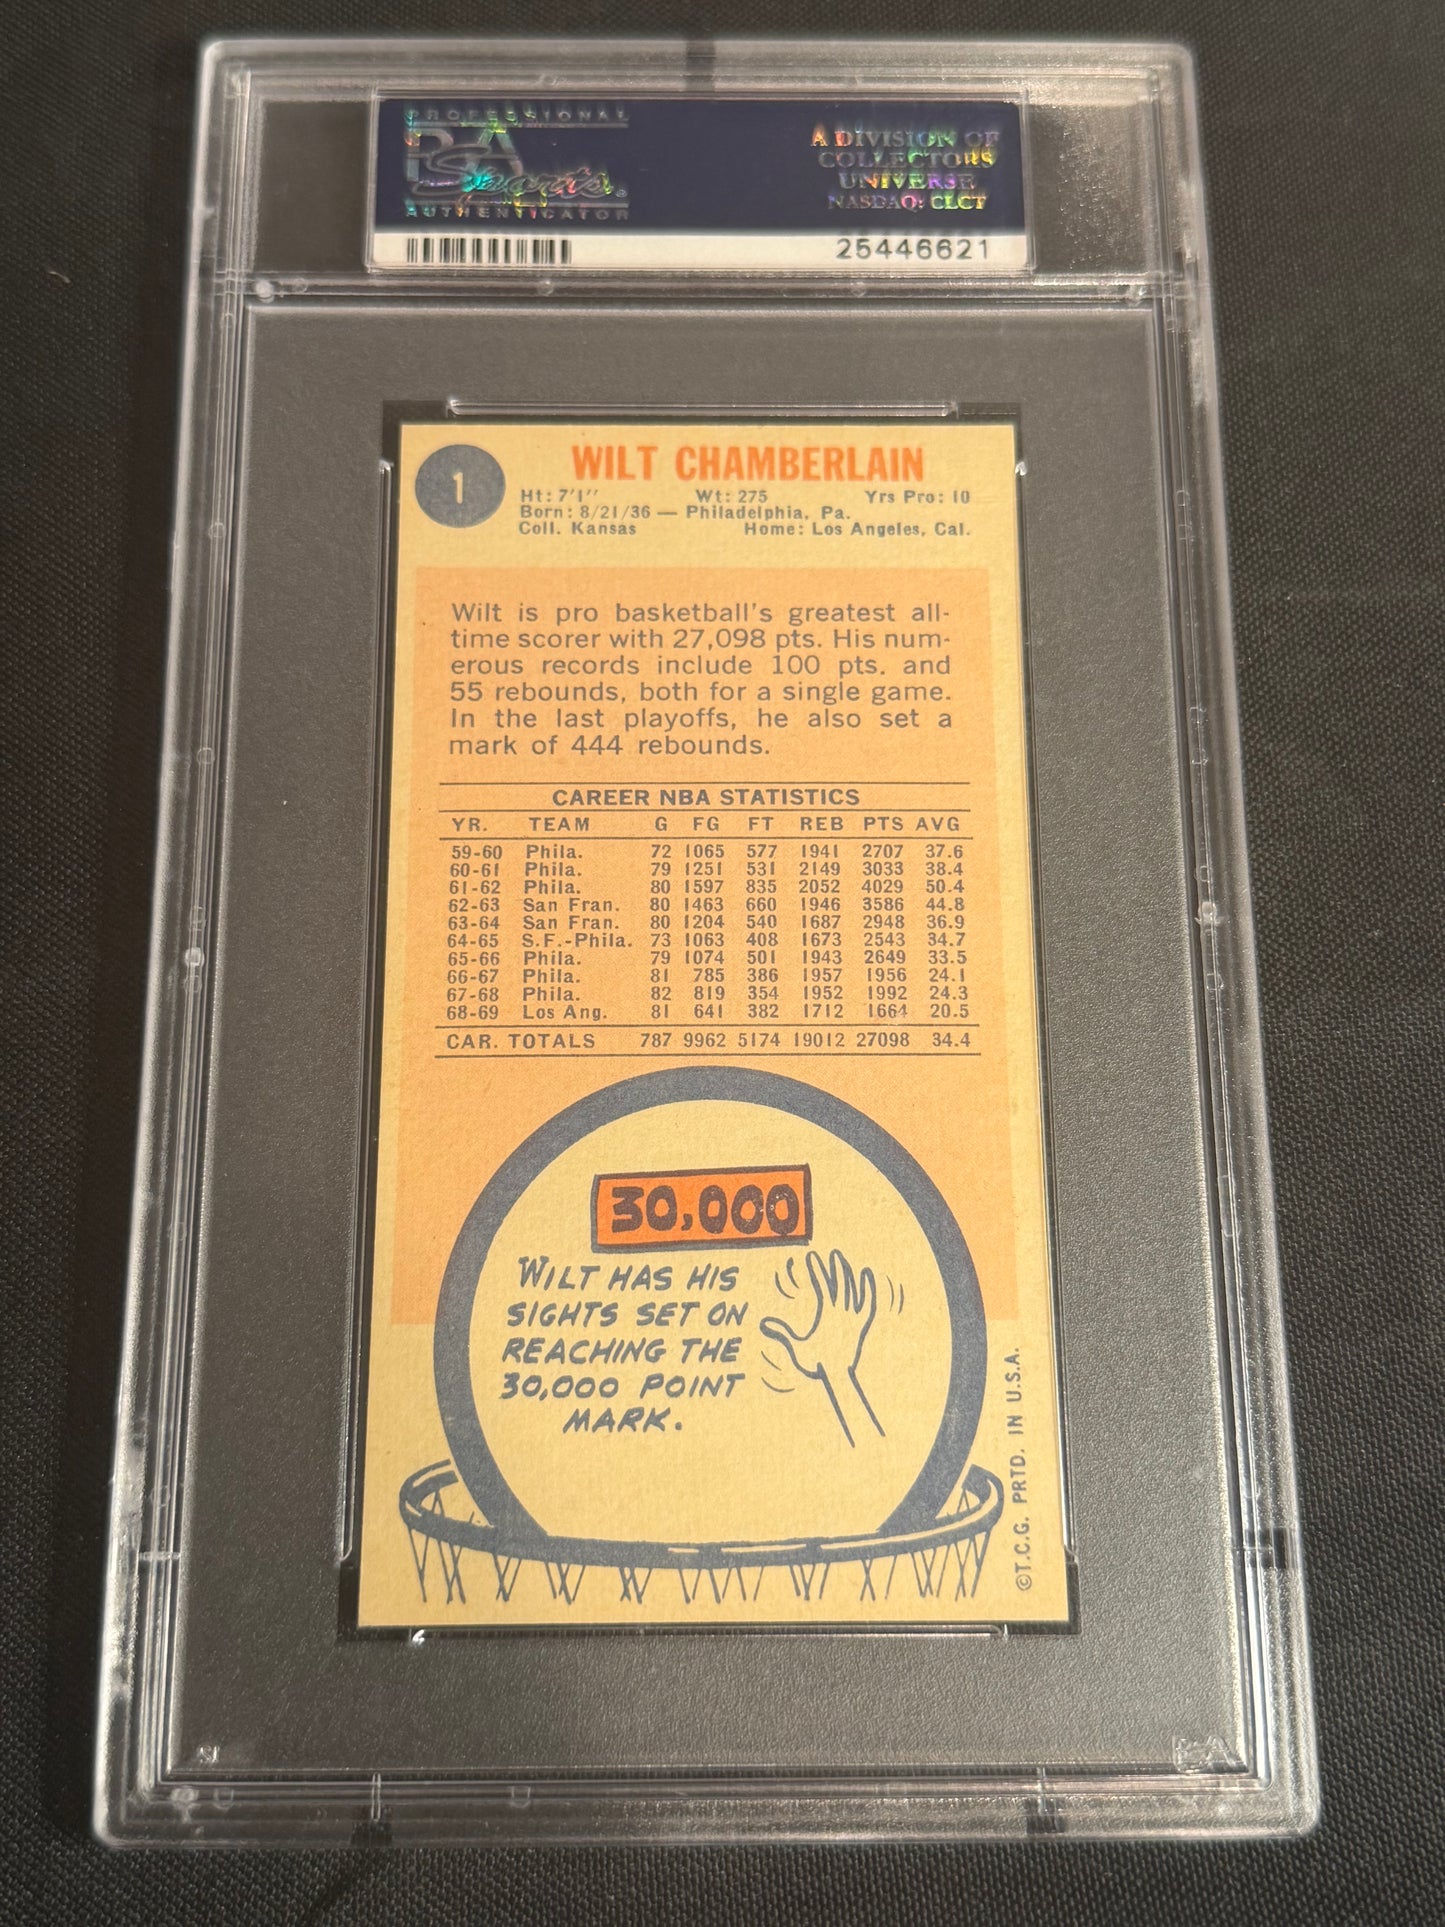 PROFESSIONAL
PSA
Sports®
AUTHENTICATOR
A DIVISION OF
COLLECTORS
UNIVERSE
NASDAQ: CLCT
25446621
1
WILT CHAMBERLAIN
Ht: 7'1'' Wt: 275 Yrs Pro: 10
Born: 8/21/36 — Philadelphia, Pa.
Coll. Kansas Home: Los Angeles, Cal.
Wilt is pro basketball's greatest all-
time scorer with 27,098 pts. His num-
erous records include 100 pts. and
55 rebounds, both for a single game.
In the last playoffs, he also set a
mark of 444 rebounds.
CAREER NBA STATISTICS
YR. TEAM G FG FT REB PTS AVG
59-60 Phila. 72 1065 577 1941 2707 37.6
60-61 Phila. 79 1251 531 2149 3033 38.4
61-62 Phila. 80 1597 835 2052 4029 50.4
62-63 San Fran. 80 1463 660 1946 3586 44.8
63-64 San Fran. 80 1204 540 1687 2948 36.9
64-65 S.F.-Phila. 73 1063 408 1673 2543 34.7
65-66 Phila. 79 1074 501 1943 2649 33.5
66-67 Phila. 81 785 386 1957 1956 24.1
67-68 Phila. 82 819 354 1952 1992 24.3
68-69 Los Ang. 81 641 382 1712 1664 20.5
CAR. TOTALS 787 9962 5174 19012 27098 34.4
30,000
WILT HAS HIS
SIGHTS SET ON
REACHING THE
30,000 POINT
MARK.
©T.C.G. PRTD. IN U.S.A.
PSA